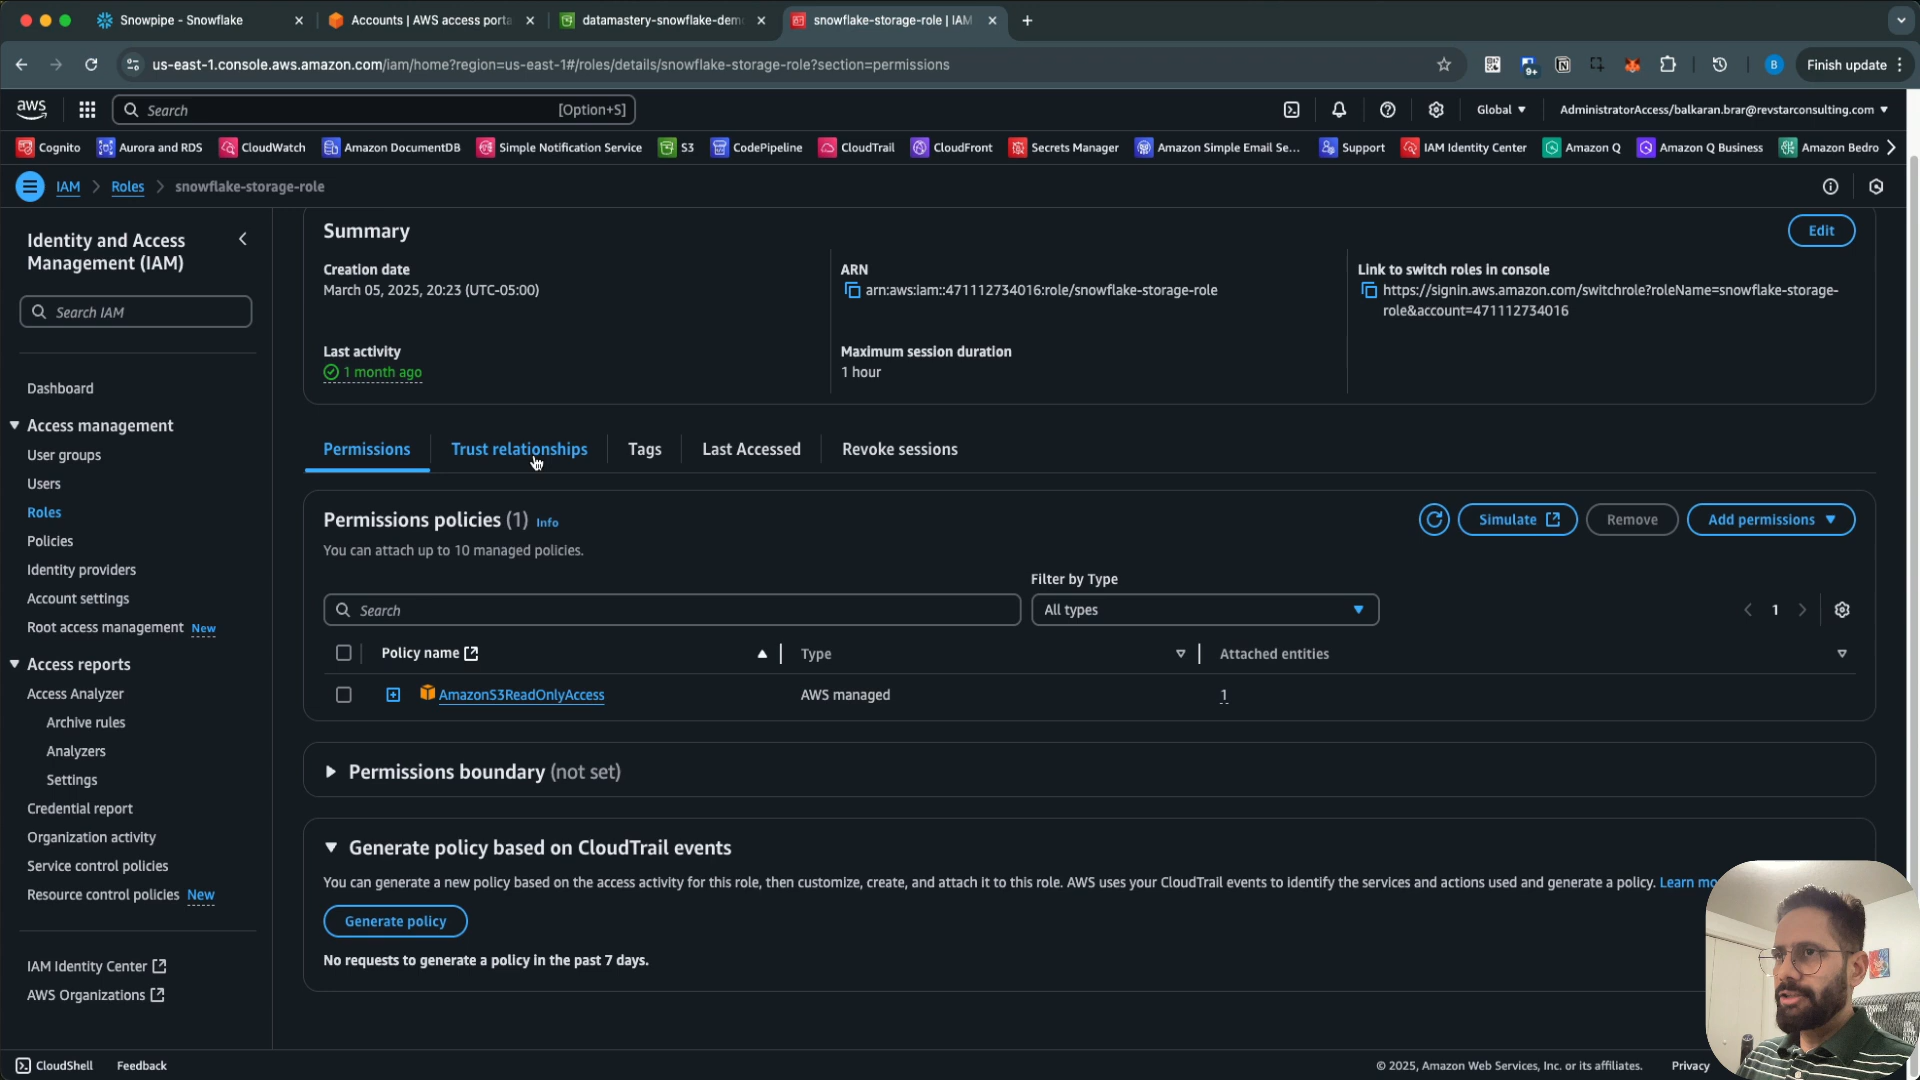 Snowpipe - Snowflake
Accounts | AWS access porta
datamastery-snowflake-dem
snowflake-storage-role | IAM
us-east-1.console.aws.amazon.com/iam/home?region=us-east-1#/roles/details/snowflake-storage-role?section=permissions
9+
B
Finish update
aws
Search
[Option+S]
Global
AdministratorAccess/balkaran.brar@revstarconsulting.com
Cognito
Aurora and RDS
CloudWatch
Amazon DocumentDB
Simple Notification Service
S3
CodePipeline
CloudTrail
CloudFront
Secrets Manager
Amazon Simple Email Se...
Support
IAM Identity Center
Amazon Q
Amazon Q Business
Amazon Bedro
IAM > Roles > snowflake-storage-role
Identity and Access
Management (IAM)
Search IAM
Dashboard
Access management
User groups
Users
Roles
Policies
Identity providers
Account settings
Root access management New
Access reports
Access Analyzer
Archive rules
Analyzers
Settings
Credential report
Organization activity
Service control policies
Resource control policies New
IAM Identity Center
AWS Organizations
Summary
Edit
Creation date
March 05, 2025, 20:23 (UTC-05:00)
ARN
arn:aws:iam::471112734016:role/snowflake-storage-role
Link to switch roles in console
https://signin.aws.amazon.com/switchrole?roleName=snowflake-storage-
role&account=471112734016
Last activity
1 month ago
Maximum session duration
1 hour
Permissions
Trust relationships
Tags
Last Accessed
Revoke sessions
Permissions policies (1) Info
You can attach up to 10 managed policies.
Simulate
Remove
Add permissions
Filter by Type
Search
All types
1
Policy name
Type
Attached entities
AmazonS3ReadOnlyAccess
AWS managed
1
Permissions boundary (not set)
Generate policy based on CloudTrail events
You can generate a new policy based on the access activity for this role, then customize, create, and attach it to this role. AWS uses your CloudTrail events to identify the services and actions used and generate a policy. Learn mo
Generate policy
No requests to generate a policy in the past 7 days.
CloudShell
Feedback
© 2025, Amazon Web Services, Inc. or its affiliates.
Privacy